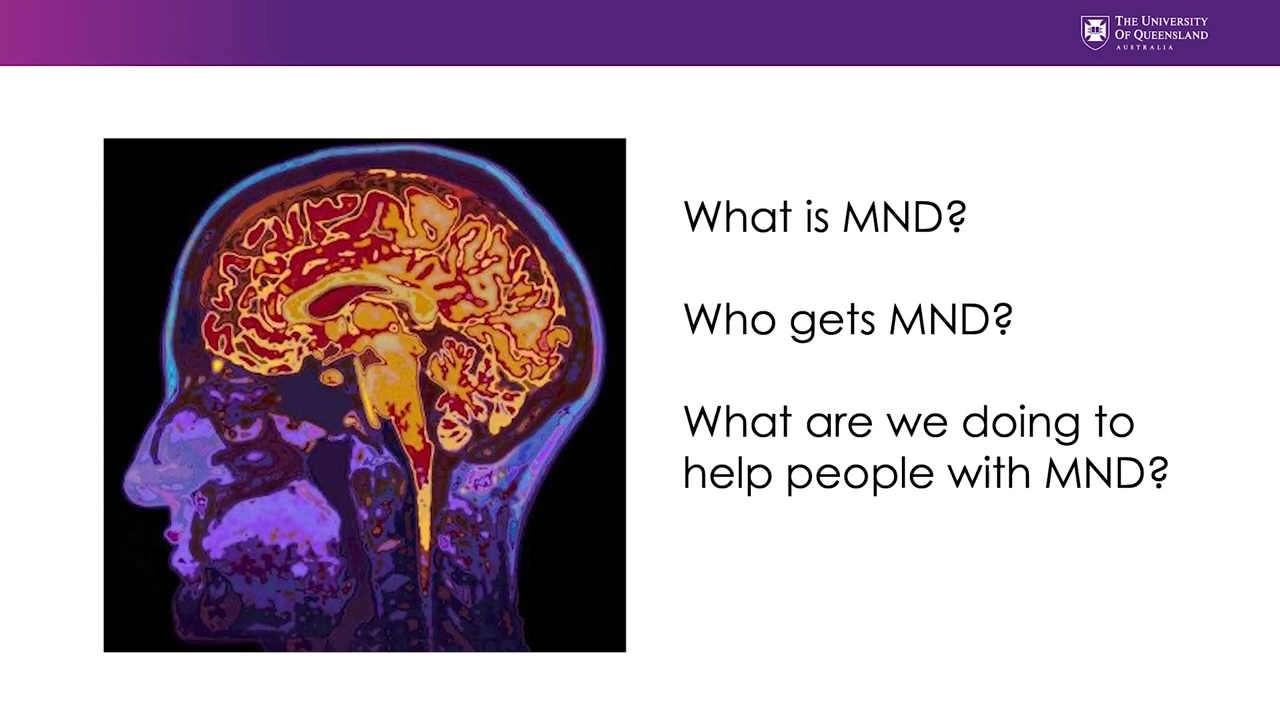 THE UNIVERSITY
OF QUEENSLAND
AUSTRALIA
What is MND?
Who gets MND?
What are we doing to
help people with MND?